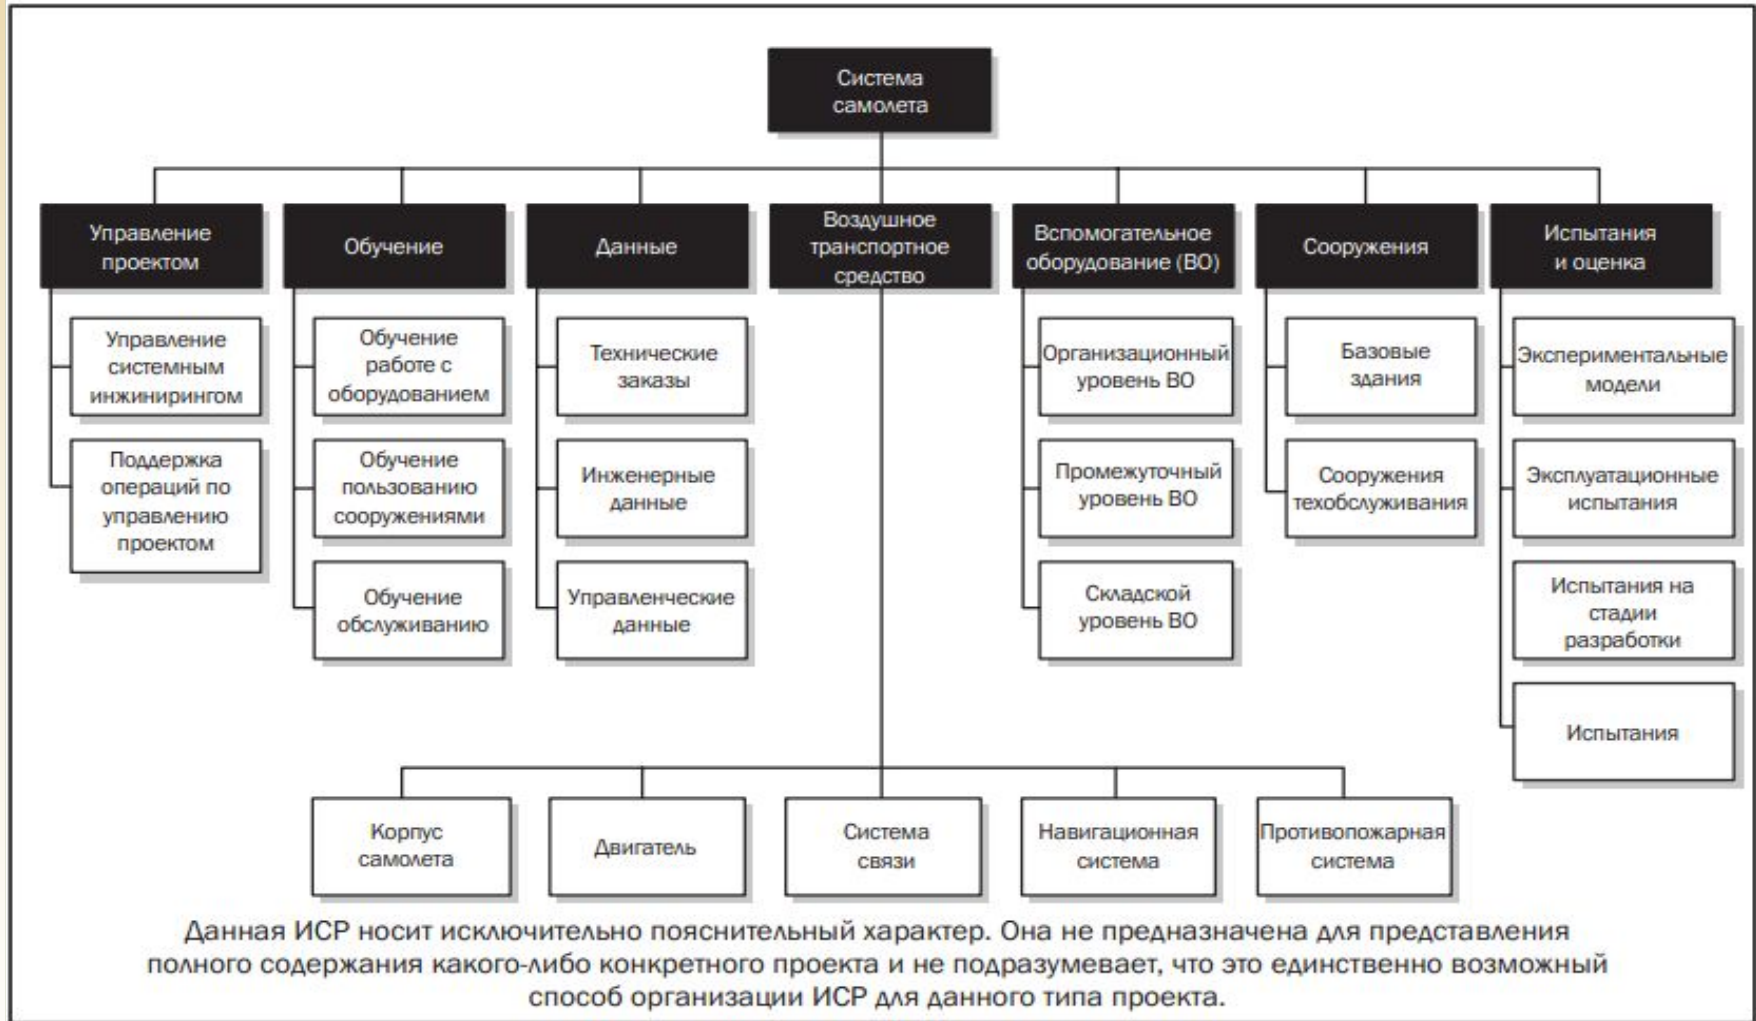 Система
самолета
Управление
проектом
Обучение
Данные
Воздушное
транспортное
средство
Вспомогательное
оборудование (ВО)
Сооружения
Испытания
и оценка
Управление
системным
инжинирингом
Поддержка
операций по
управлению
проектом
Обучение
работе с
оборудованием
Обучение
пользованию
сооружениями
Обучение
обслуживанию
Технические
заказы
Инженерные
данные
Управленческие
данные
Организационный
уровень ВО
Промежуточный
уровень ВО
Складской
уровень ВО
Базовые
здания
Сооружения
техобслуживания
Экспериментальные
модели
Эксплуатационные
испытания
Испытания на
стадии
разработки
Испытания
Корпус
самолета
Двигатель
Система
связи
Навигационная
система
Противопожарная
система
Данная ИСР носит исключительно пояснительный характер. Она не предназначена для представления
полного содержания какого-либо конкретного проекта и не подразумевает, что это единственно возможный
способ организации ИСР для данного типа проекта.